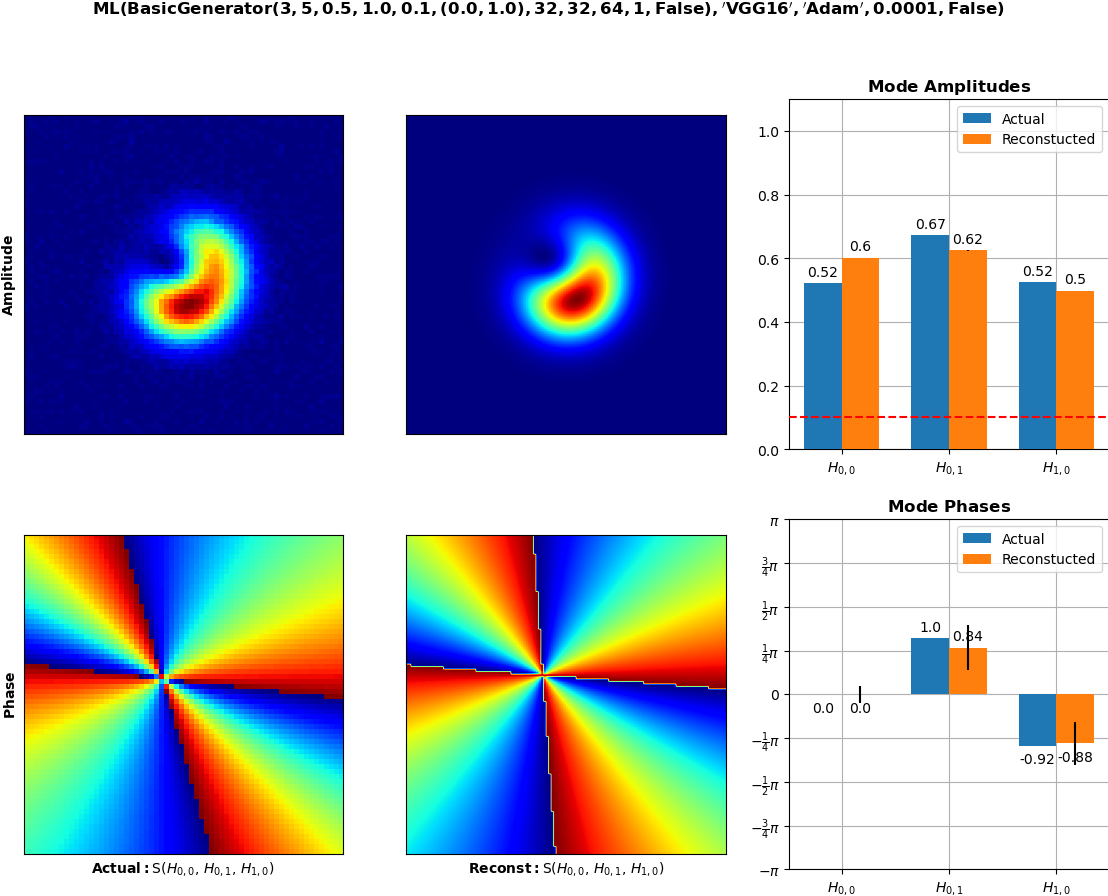 ML(BasicGenerator(3, 5, 0.5, 1.0, 0.1, (0.0, 1.0), 32, 32, 64, 1, False), ′VGG16′, ′Adam′, 0.0001, False)
Amplitude
Mode Amplitudes
Actual
Reconstucted
1.0
0.8
0.6
0.4
0.2
0.0
0.52
0.6
0.67
0.62
0.52
0.5
H0,0
H0,1
H1,0
Phase
Actual: S(H0,0, H0,1, H1,0)
Reconst: S(H0,0, H0,1, H1,0)
Mode Phases
Actual
Reconstucted
π
3/4π
1/2π
1/4π
0
−1/4π
−1/2π
−3/4π
−π
0.0
0.0
1.0
0.84
-0.92
-0.88
H0,0
H0,1
H1,0